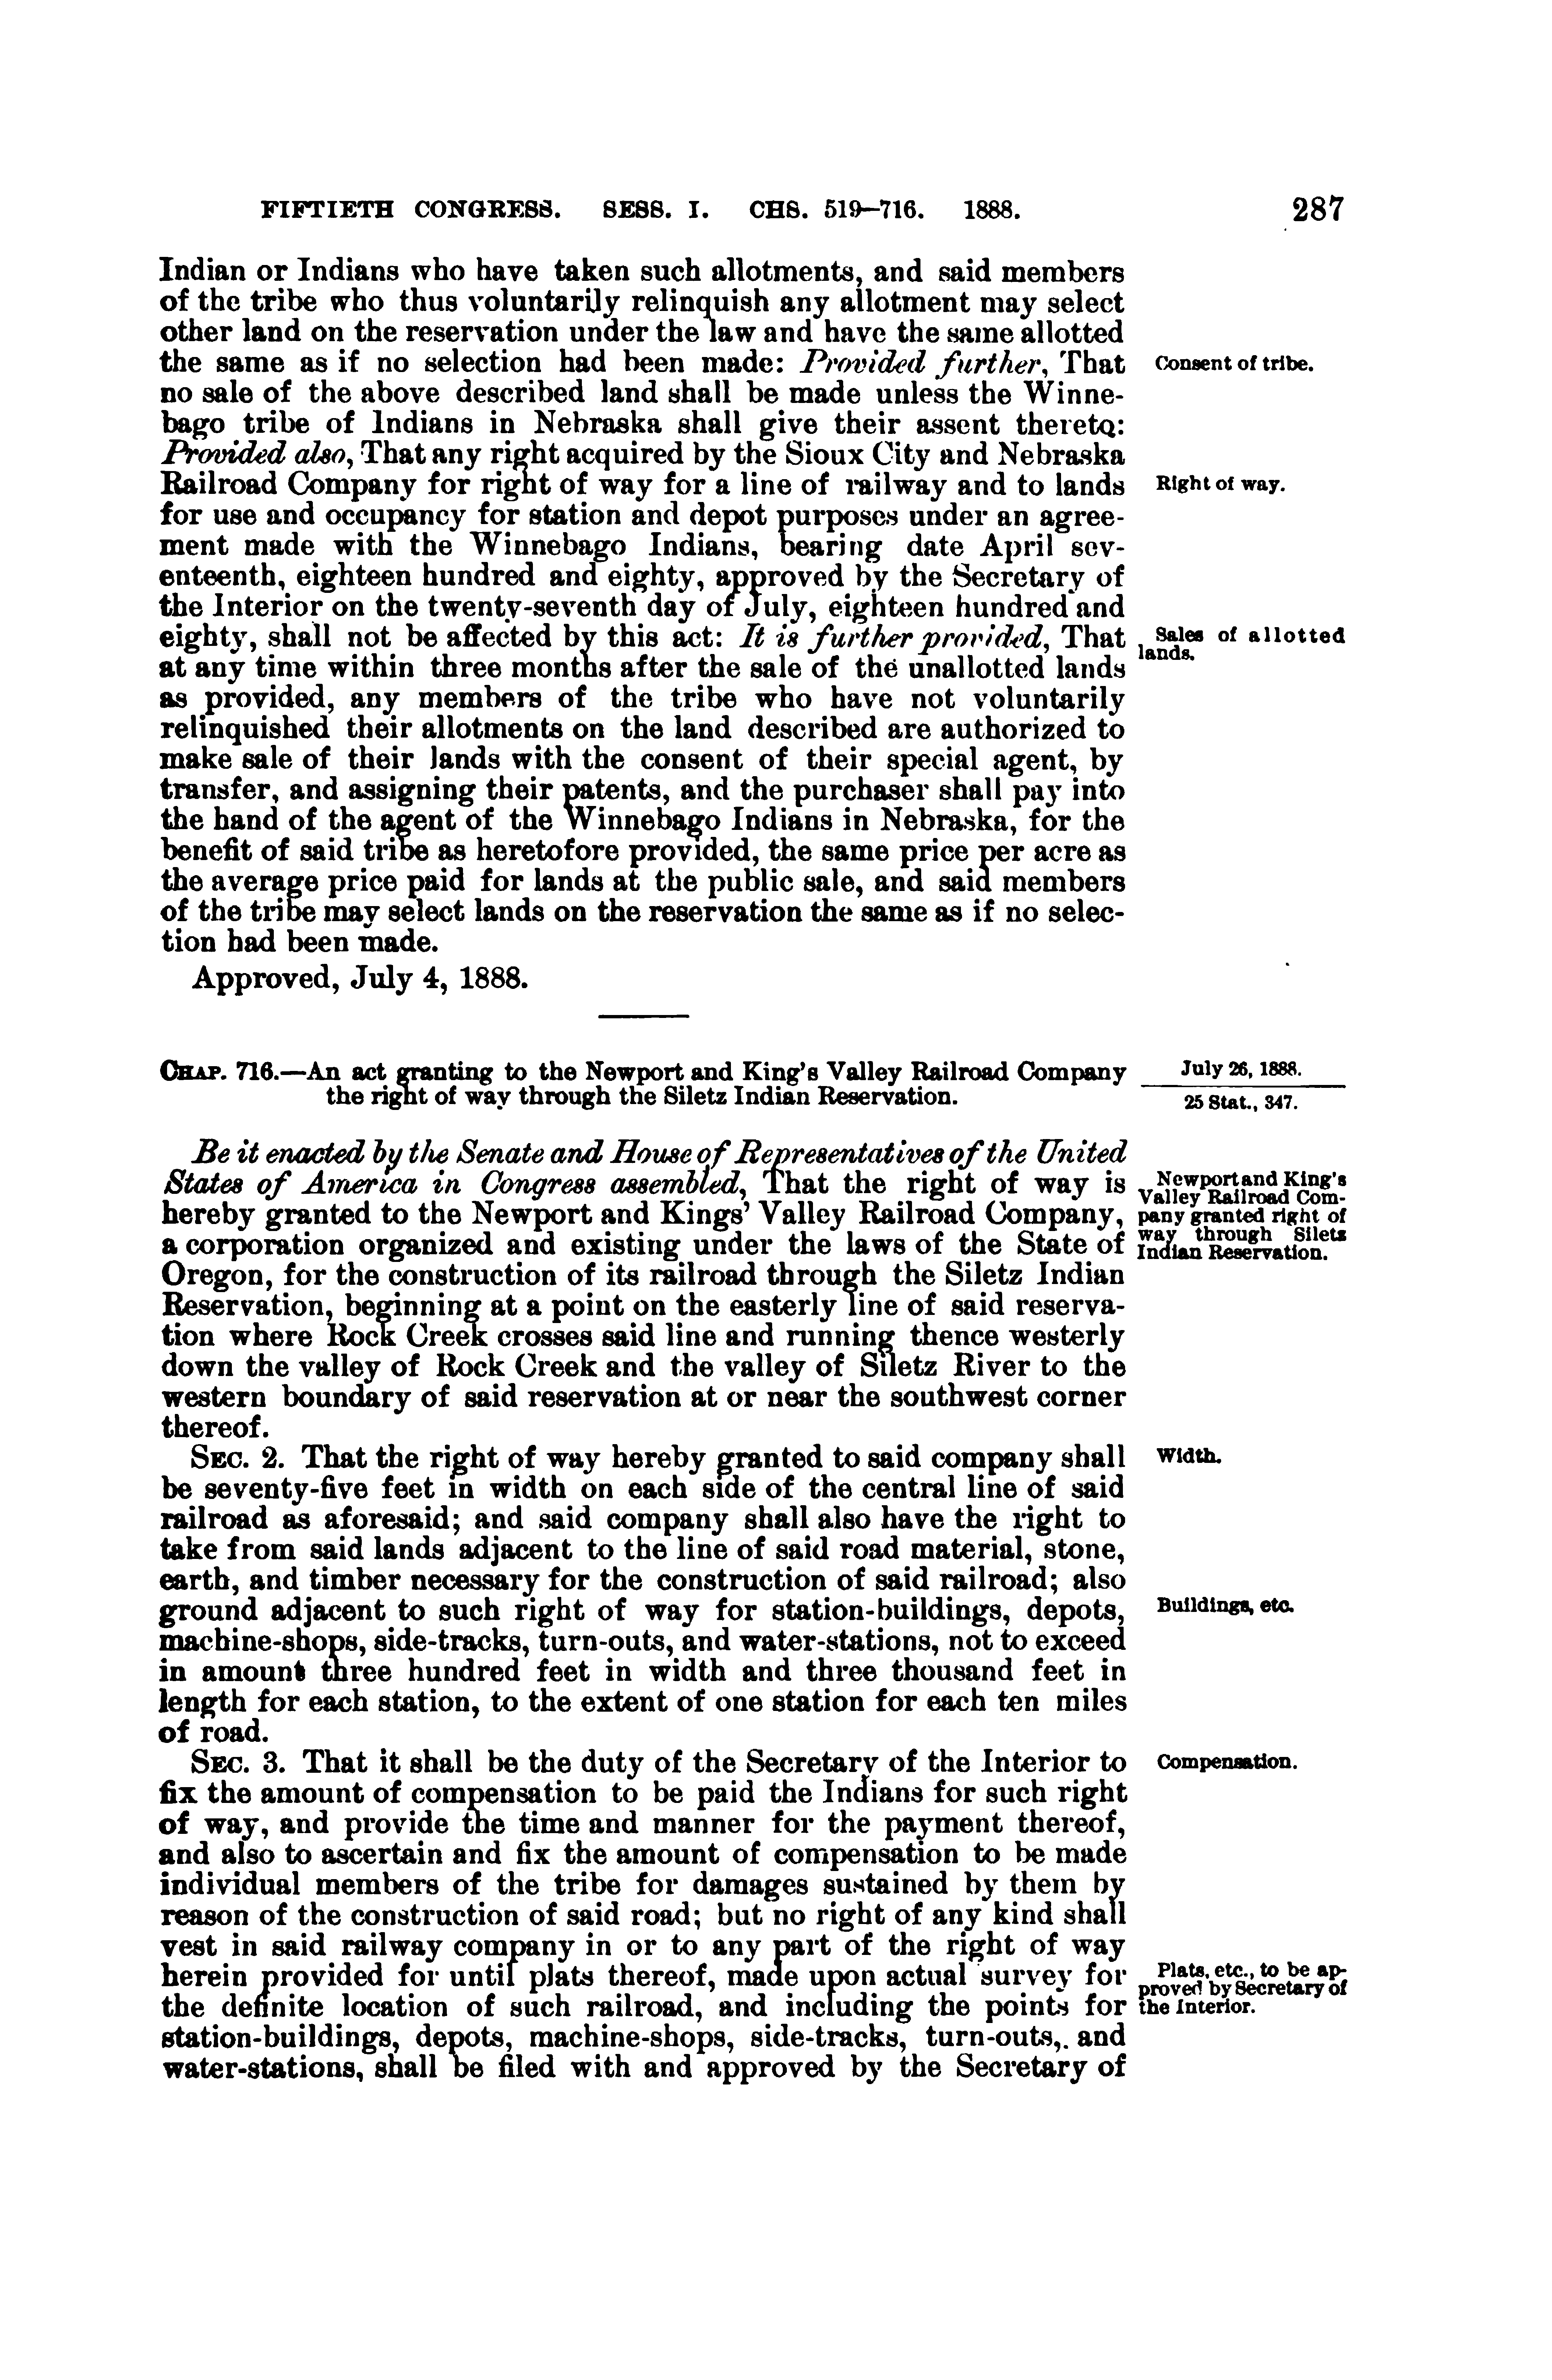 FIFTIETH CONGRESS. SESS. I. CHS. 519–716. 1888. 287
Indian or Indians who have taken such allotments, and said members
of the tribe who thus voluntarily relinquish any allotment may select
other land on the reservation under the law and have the same allotted
the same as if no selection had been made: Provided further, That
Consent of tribe.
no sale of the above described land shall be made unless the Winne-
bago tribe of Indians in Nebraska shall give their assent thereto:
Provided also, That any right acquired by the Sioux City and Nebraska
Railroad Company for right of way for a line of railway and to lands
Right of way.
for use and occupancy for station and depot purposes under an agree-
ment made with the Winnebago Indians, bearing date April sev-
enteenth, eighteen hundred and eighty, approved by the Secretary of
the Interior on the twenty-seventh day of July, eighteen hundred and
eighty, shall not be affected by this act: It is further provided, That
Sales of allotted
lands.
at any time within three months after the sale of the unallotted lands
as provided, any members of the tribe who have not voluntarily
relinquished their allotments on the land described are authorized to
make sale of their lands with the consent of their special agent, by
transfer, and assigning their patents, and the purchaser shall pay into
the hand of the agent of the Winnebago Indians in Nebraska, for the
benefit of said tribe as heretofore provided, the same price per acre as
the average price paid for lands at the public sale, and said members
of the tribe may select lands on the reservation the same as if no selec-
tion had been made.
Approved, July 4, 1888.
CHAP. 716.—An act granting to the Newport and King's Valley Railroad Company
the right of way through the Siletz Indian Reservation.
July 26, 1888.
25 Stat., 347.
Be it enacted by the Senate and House of Representatives of the United
States of America in Congress assembled, That the right of way is
hereby granted to the Newport and Kings' Valley Railroad Company,
a corporation organized and existing under the laws of the State of
Newport and King's
Valley Railroad Com-
pany granted right of
way through Siletz
Indian Reservation.
Oregon, for the construction of its railroad through the Siletz Indian
Reservation, beginning at a point on the easterly line of said reserva-
tion where Rock Creek crosses said line and running thence westerly
down the valley of Rock Creek and the valley of Siletz River to the
western boundary of said reservation at or near the southwest corner
thereof.
SEC. 2. That the right of way hereby granted to said company shall
Width.
be seventy-five feet in width on each side of the central line of said
railroad as aforesaid; and said company shall also have the right to
take from said lands adjacent to the line of said road material, stone,
earth, and timber necessary for the construction of said railroad; also
ground adjacent to such right of way for station-buildings, depots,
Buildings, etc.
machine-shops, side-tracks, turn-outs, and water-stations, not to exceed
in amount three hundred feet in width and three thousand feet in
length for each station, to the extent of one station for each ten miles
of road.
SEC. 3. That it shall be the duty of the Secretary of the Interior to
Compensation.
fix the amount of compensation to be paid the Indians for such right
of way, and provide the time and manner for the payment thereof,
and also to ascertain and fix the amount of compensation to be made
individual members of the tribe for damages sustained by them by
reason of the construction of said road; but no right of any kind shall
vest in said railway company in or to any part of the right of way
herein provided for until plats thereof, made upon actual survey for
the definite location of such railroad, and including the points for
Plats, etc., to be ap-
proved by Secretary of
the Interior.
station-buildings, depots, machine-shops, side-tracks, turn-outs,. and
water-stations, shall be filed with and approved by the Secretary of